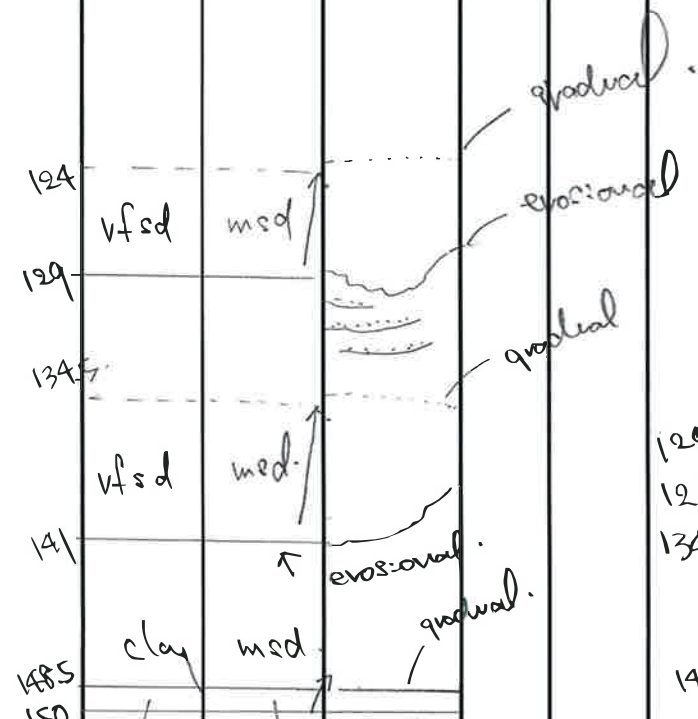 gradual.
124
vfsd msd erosional
129
134.5 gradual
vfsd msd.
141 erosional.
gradual.
clay msd
148.5
150